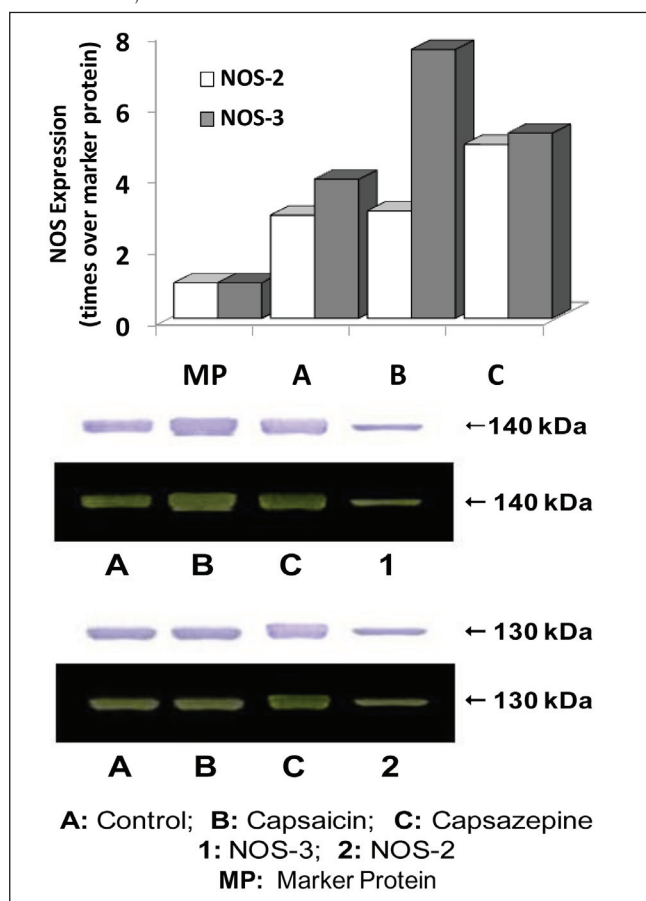 8
6
4
2
0
NOS Expression
(times over marker protein)
NOS-2
NOS-3
MP A B C
←140 kDa
← 140 kDa
A B C 1
← 130 kDa
← 130 kDa
A B C 2
A: Control; B: Capsaicin; C: Capsazepine
1: NOS-3; 2: NOS-2
MP: Marker Protein